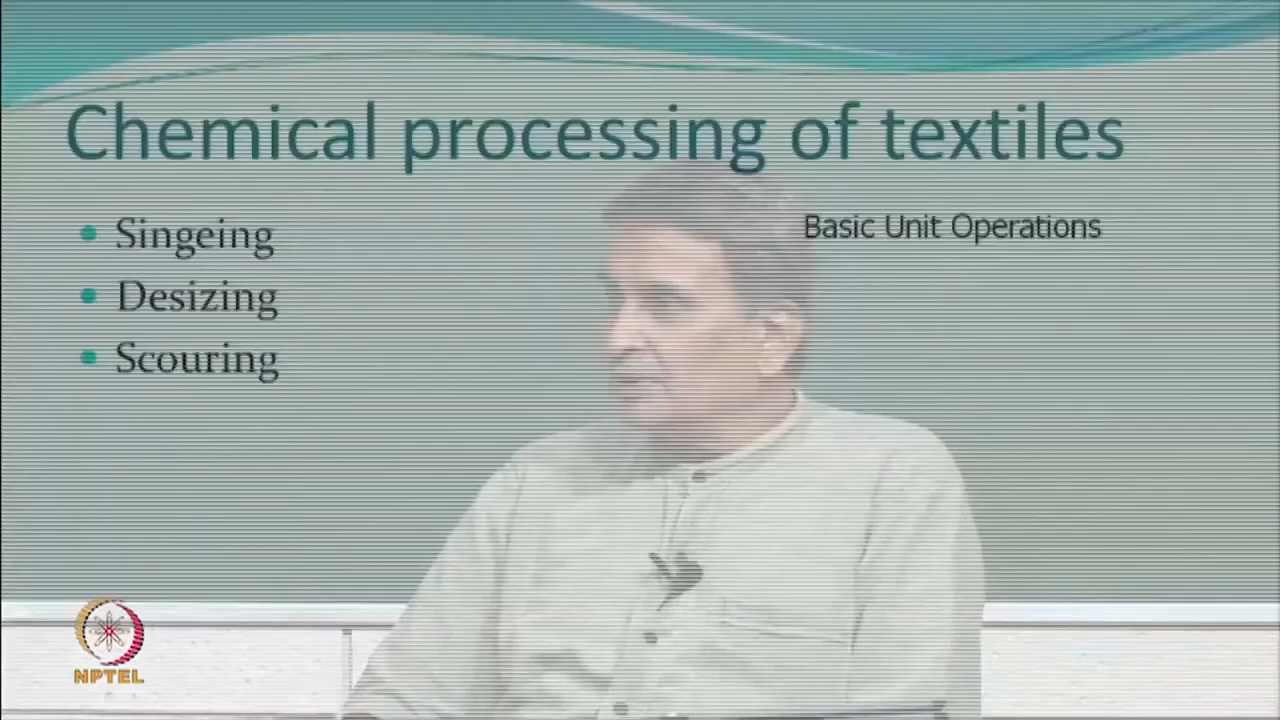 Chemical processing of textiles
Basic Unit Operations
Singeing
Desizing
Scouring
NPTEL